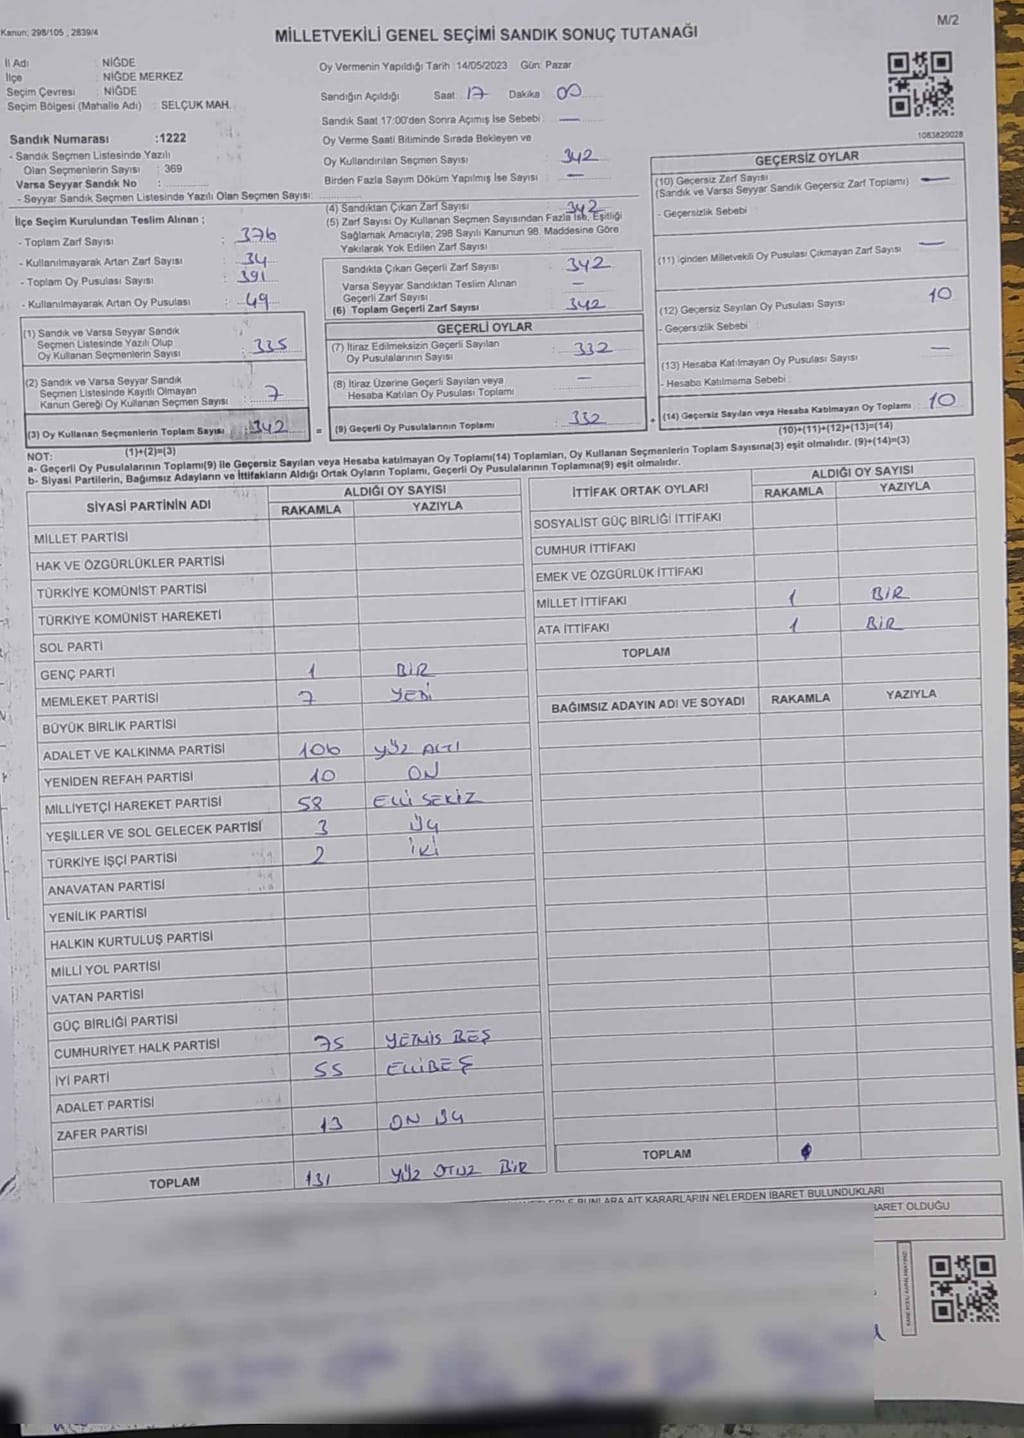 Kanun; 298/105 , 2839/4
MİLLETVEKİLİ GENEL SEÇİMİ SANDIK SONUÇ TUTANAĞI
M/2
İl Adı : NİĞDE
İlçe : NİĞDE MERKEZ
Seçim Çevresi : NİĞDE
Seçim Bölgesi (Mahalle Adı) : SELÇUK MAH.
Oy Vermenin Yapıldığı Tarih :14/05/2023 Gün: Pazar
Sandığın Açıldığı Saat 17 Dakika 00
Sandık Saat 17:00'den Sonra Açımış İse Sebebi : —
Sandık Numarası :1222
- Sandık Seçmen Listesinde Yazılı
Olan Seçmenlerin Sayısı : 369
Varsa Seyyar Sandık No :
- Seyyar Sandık Seçmen Listesinde Yazılı Olan Seçmen Sayısı:
Oy Verme Saati Bitiminde Sırada Bekleyen ve
Oy Kullandırılan Seçmen Sayısı : 342
Birden Fazla Sayım Döküm Yapılmış İse Sayısı : —
1083820028
İlçe Seçim Kurulundan Teslim Alınan ;
- Toplam Zarf Sayısı : 376
- Kullanılmayarak Artan Zarf Sayısı : 34
- Toplam Oy Pusulası Sayısı : 391
- Kullanılmayarak Artan Oy Pusulası : 49
(1) Sandık ve Varsa Seyyar Sandık
Seçmen Listesinde Yazılı Olup
Oy Kullanan Seçmenlerin Sayısı : 335
(2) Sandık ve Varsa Seyyar Sandık
Seçmen Listesinde Kayıtlı Olmayan
Kanun Gereği Oy Kullanan Seçmen Sayısı : 7
(3) Oy Kullanan Seçmenlerin Toplam Sayısı : 342
(1)+(2)=(3)
(4) Sandıktan Çıkan Zarf Sayısı : 342
(5) Zarf Sayısı Oy Kullanan Seçmen Sayısından Fazla İse, Eşitliği
Sağlamak Amacıyla; 298 Sayılı Kanunun 98. Maddesine Göre
Yakılarak Yok Edilen Zarf Sayısı :
Sandıkta Çıkan Geçerli Zarf Sayısı : 342
Varsa Seyyar Sandıktan Teslim Alınan
Geçerli Zarf Sayısı : —
(6) Toplam Geçerli Zarf Sayısı : 342
GEÇERLİ OYLAR
(7) İtiraz Edilmeksizin Geçerli Sayılan
Oy Pusulalarının Sayısı : 332
(8) İtiraz Üzerine Geçerli Sayılan veya
Hesaba Katılan Oy Pusulası Toplamı : —
= (9) Geçerli Oy Pusulalarının Toplamı : 332 +
GEÇERSİZ OYLAR
(10) Geçersiz Zarf Sayısı
(Sandık ve Varsa Seyyar Sandık Geçersiz Zarf Toplamı) : —
- Geçersizlik Sebebi :
(11) İçinden Milletvekili Oy Pusulası Çıkmayan Zarf Sayısı : —
(12) Geçersiz Sayılan Oy Pusulası Sayısı : 10
- Geçersizlik Sebebi :
(13) Hesaba Katılmayan Oy Pusulası Sayısı : —
- Hesaba Katılmama Sebebi :
(14) Geçersiz Sayılan veya Hesaba Katılmayan Oy Toplamı : 10
(10)+(11)+(12)+(13)=(14)
NOT:
a- Geçerli Oy Pusulalarının Toplamı(9) ile Geçersiz Sayılan veya Hesaba katılmayan Oy Toplamı(14) Toplamları, Oy Kullanan Seçmenlerin Toplam Sayısına(3) eşit olmalıdır. (9)+(14)=(3)
b- Siyasi Partilerin, Bağımsız Adayların ve İttifakların Aldığı Ortak Oyların Toplamı, Geçerli Oy Pusulalarının Toplamına(9) eşit olmalıdır.
SİYASİ PARTİNİN ADI ALDIĞI OY SAYISI
RAKAMLA YAZIYLA
MİLLET PARTİSİ
HAK VE ÖZGÜRLÜKLER PARTİSİ
TÜRKİYE KOMÜNİST PARTİSİ
TÜRKİYE KOMÜNİST HAREKETİ
SOL PARTİ
GENÇ PARTİ 1 BİR
MEMLEKET PARTİSİ 7 YEDİ
BÜYÜK BİRLİK PARTİSİ
ADALET VE KALKINMA PARTİSİ 106 YÜZ ALTI
YENİDEN REFAH PARTİSİ 10 ON
MİLLİYETÇİ HAREKET PARTİSİ 58 ELLİ SEKİZ
YEŞİLLER VE SOL GELECEK PARTİSİ 3 ÜÇ
TÜRKİYE İŞÇİ PARTİSİ 2 İKİ
ANAVATAN PARTİSİ
YENİLİK PARTİSİ
HALKIN KURTULUŞ PARTİSİ
MİLLİ YOL PARTİSİ
VATAN PARTİSİ
GÜÇ BİRLİĞİ PARTİSİ
CUMHURİYET HALK PARTİSİ 75 YETMİS BEŞ
İYİ PARTİ 55 ELLİBEŞ
ADALET PARTİSİ
ZAFER PARTİSİ 13 ON ÜÇ
TOPLAM 131 YÜZ OTUZ BİR
İTTİFAK ORTAK OYLARI ALDIĞI OY SAYISI
RAKAMLA YAZIYLA
SOSYALİST GÜÇ BİRLİĞİ İTTİFAKI
CUMHUR İTTİFAKI
EMEK VE ÖZGÜRLÜK İTTİFAKI
MİLLET İTTİFAKI 1 BİR
ATA İTTİFAKI 1 BİR
TOPLAM
BAĞIMSIZ ADAYIN ADI VE SOYADI RAKAMLA YAZIYLA
TOPLAM
BUNLARA AİT KARARLARIN NELERDEN İBARET BULUNDUKLARI
BARET OLDUĞU